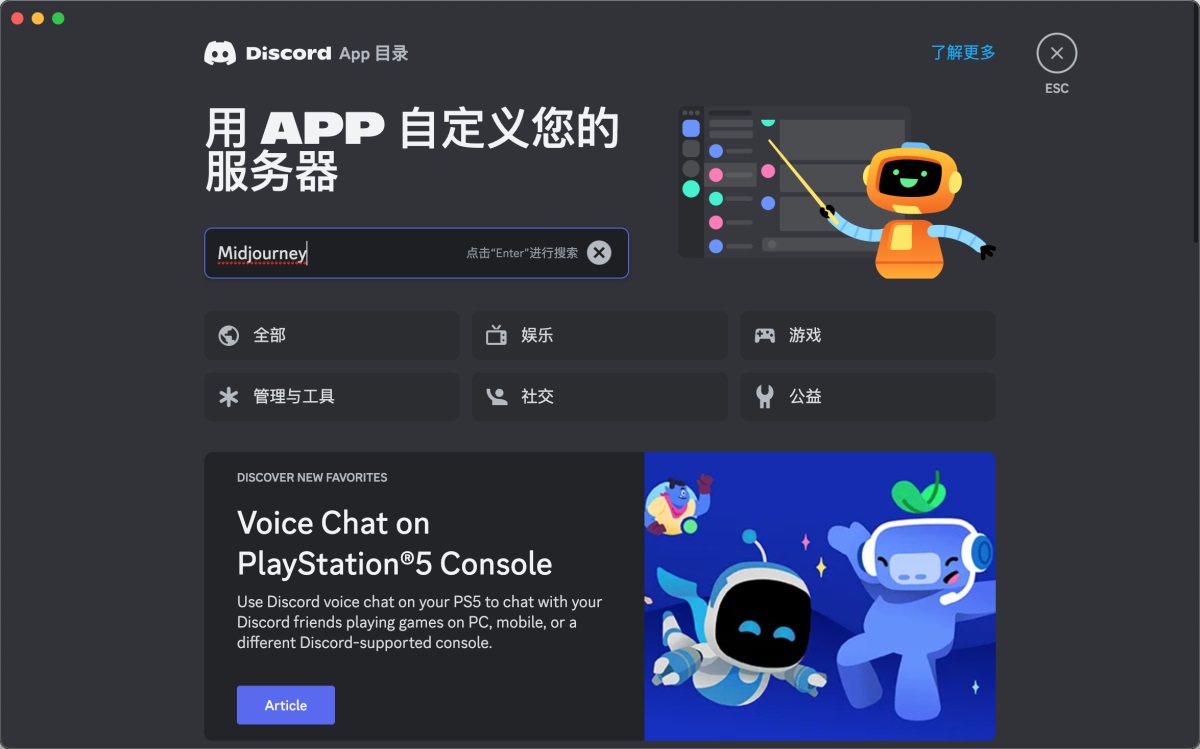 Discord App 目录
了解更多
ESC
用 APP 自定义您的
服务器
Midjourney
点击“Enter”进行搜索
全部
娱乐
游戏
管理与工具
社交
公益
DISCOVER NEW FAVORITES
Voice Chat on
PlayStation®5 Console
Use Discord voice chat on your PS5 to chat with your
Discord friends playing games on PC, mobile, or a
different Discord-supported console.
Article